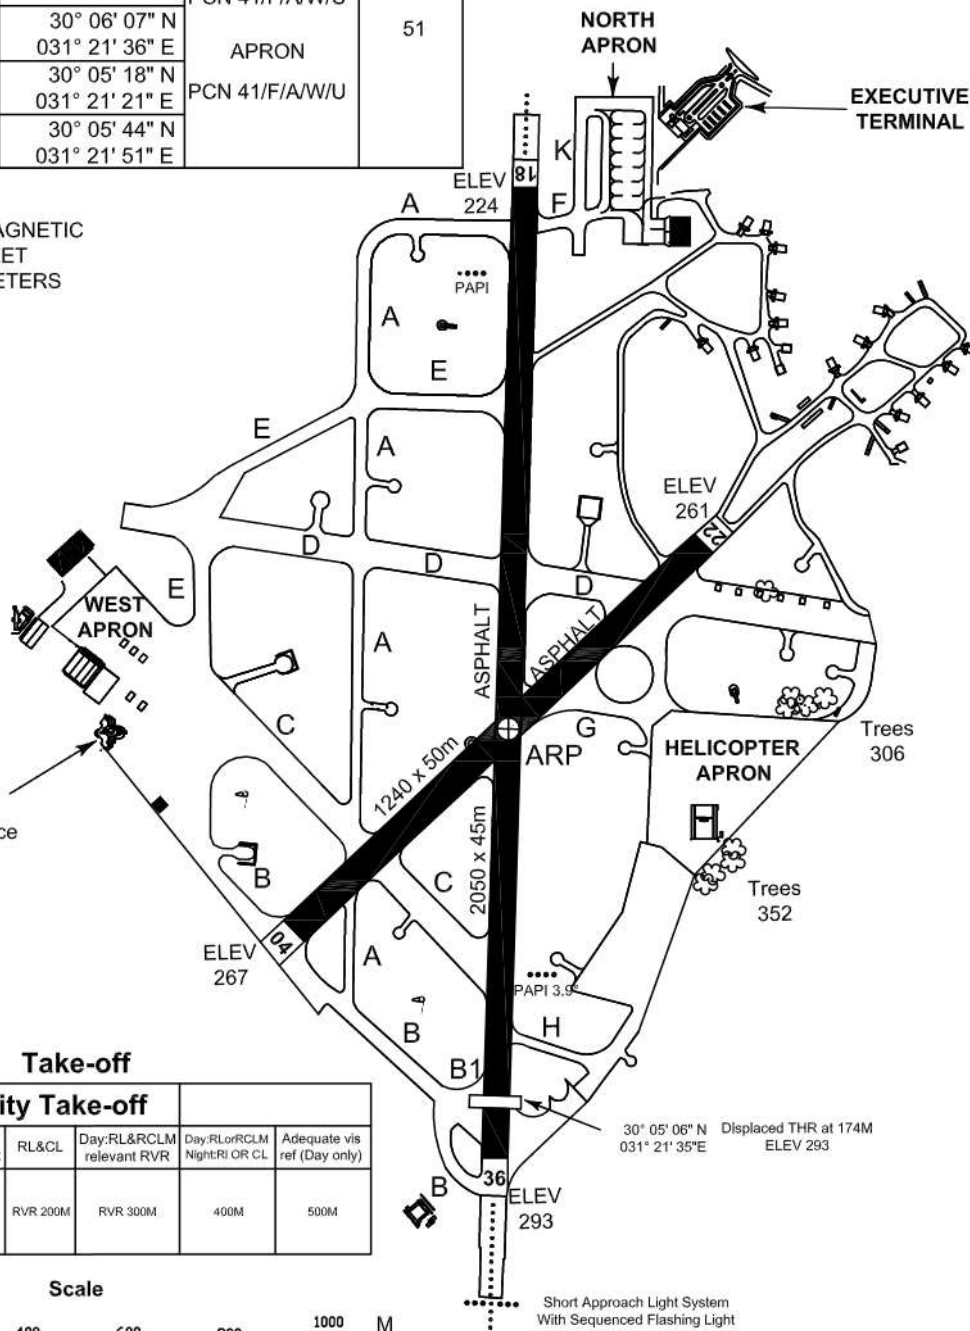 30° 06' 07" N
031° 21' 36" E
30° 05' 18" N
031° 21' 21" E
30° 05' 44" N
031° 21' 51" E
APRON
PCN 41/F/A/W/U
51
NORTH
APRON
EXECUTIVE
TERMINAL
K
18
ELEV
224
F
A
PAPI
A
E
E
A
ELEV
261
22
D
D
D
E
WEST
APRON
A
ASPHALT
ASPHALT
C
G
ARP
HELICOPTER
APRON
Trees
306
1240 x 50m
2050 x 45m
B
C
Trees
352
04
ELEV
267
A
PAPI 3.9°
B
H
B1
30° 05' 06" N
031° 21' 35"E
Displaced THR at 174M
ELEV 293
36
B
ELEV
293
Short Approach Light System
With Sequenced Flashing Light
Take-off
Take-off
RL&CL
Day:RL&RCLM
relevant RVR
Day:RLorRCLM
Night:RI OR CL
Adequate vis
ref (Day only)
RVR 200M
RVR 300M
400M
500M
Scale
1000
M